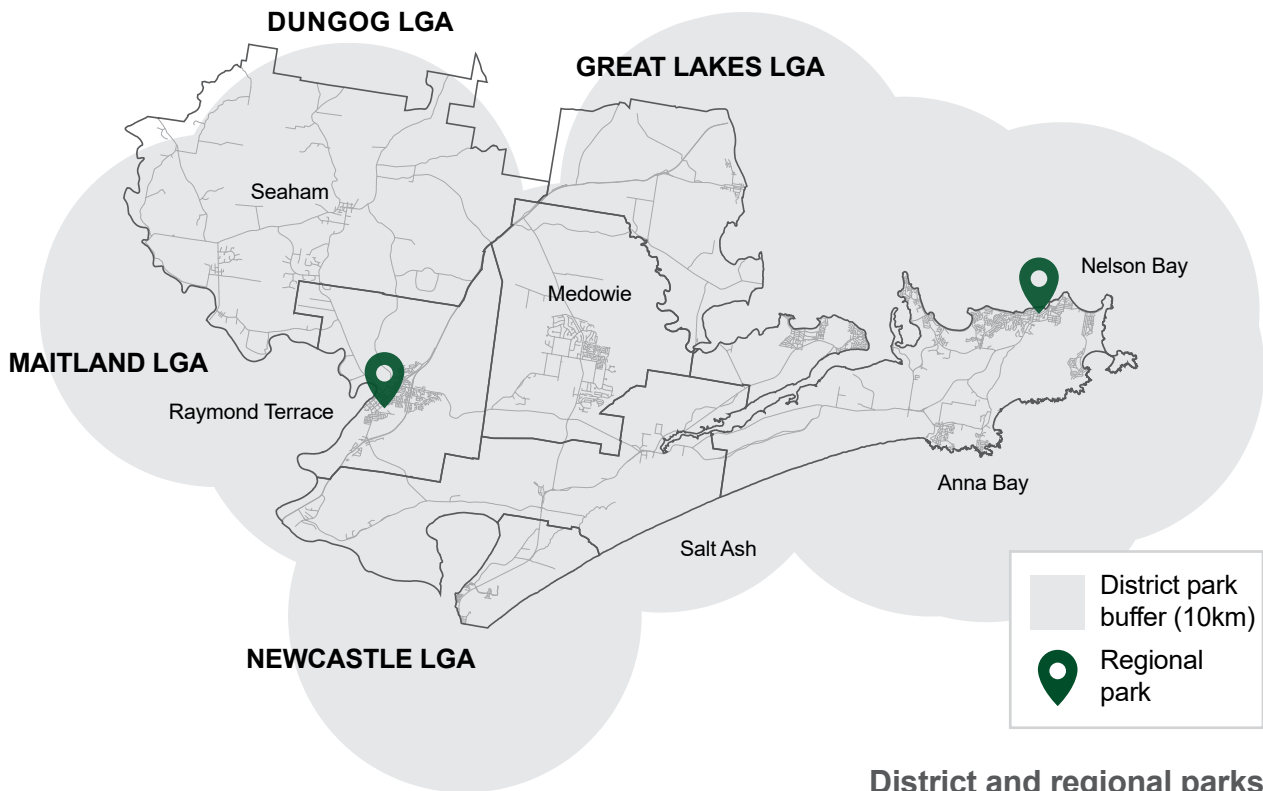 DUNGOG LGA
GREAT LAKES LGA
Seaham
Nelson Bay
Medowie
MAITLAND LGA
Raymond Terrace
Anna Bay
Salt Ash
NEWCASTLE LGA
District park
buffer (10km)
Regional
park
District and regional parks